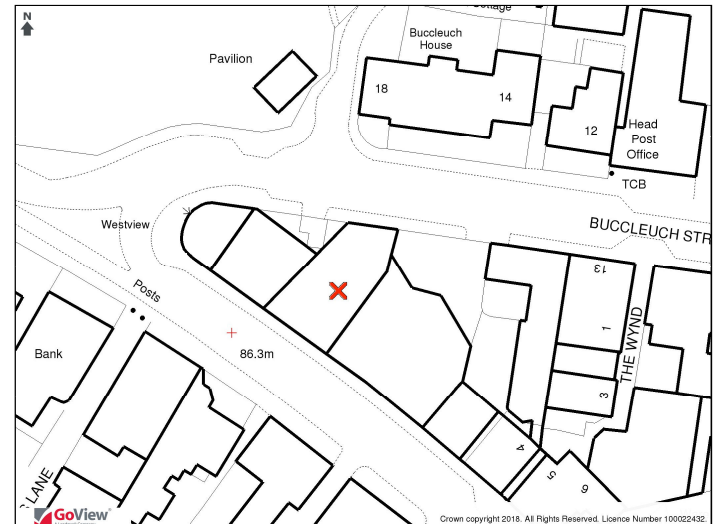 N
Cottage
Buccleuch
House
Pavilion
18
14
12
Head
Post
Office
TCB
Westview
BUCCLEUCH STR
13
Posts
1
THE WYND
86.3m
Bank
3
4
5
6
LANE
GoView
Crown copyright 2018. All Rights Reserved. Licence Number 100022432.